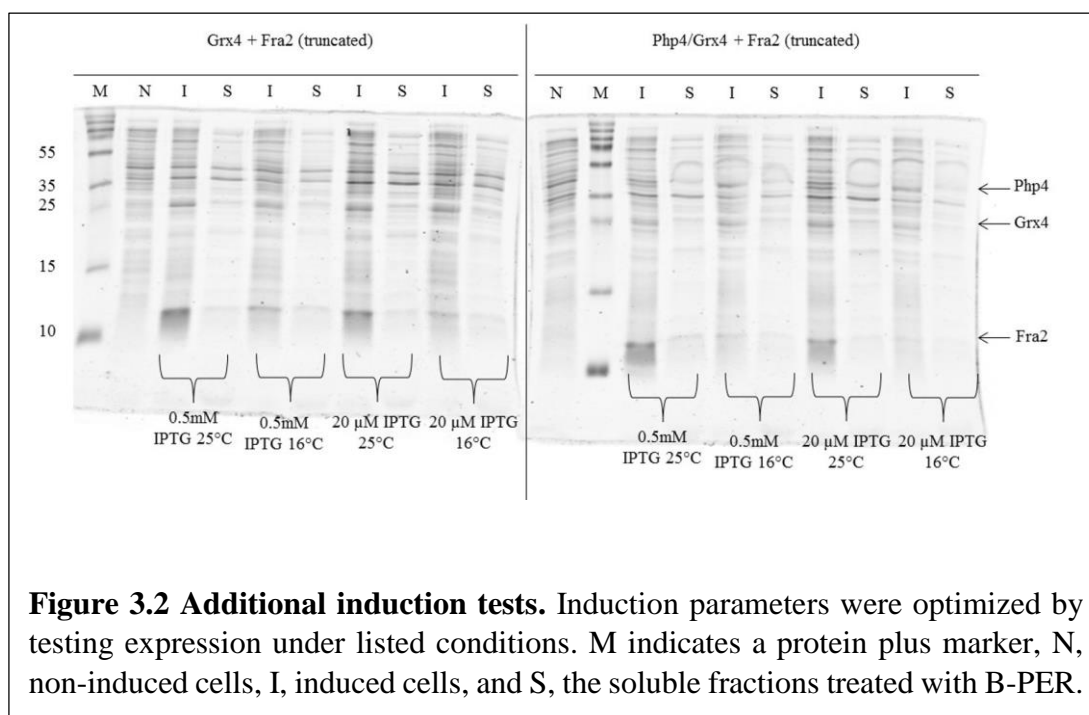 Grx4 + Fra2 (truncated)
Php4/Grx4 + Fra2 (truncated)
M N I S I S I S I S
N M I S I S I S I S
55
35
25
15
10
Php4
Grx4
Fra2
0.5mM
IPTG 25°C
0.5mM
IPTG 16°C
20 µM IPTG
25°C
20 µM IPTG
16°C
0.5mM
IPTG 25°C
0.5mM
IPTG 16°C
20 µM IPTG
25°C
20 µM IPTG
16°C
Figure 3.2 Additional induction tests. Induction parameters were optimized by
testing expression under listed conditions. M indicates a protein plus marker, N,
non-induced cells, I, induced cells, and S, the soluble fractions treated with B-PER.